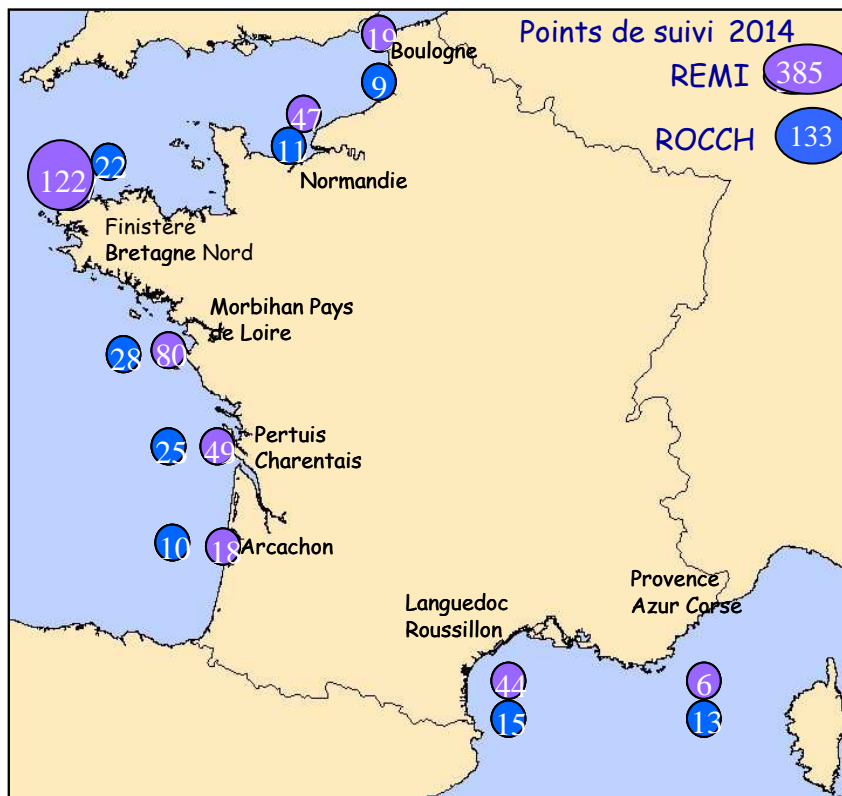 Points de suivi 2014
REMI 385
ROCCH 133
19
Boulogne
9
47
11
Normandie
122
22
Finistère
Bretagne Nord
Morbihan Pays
de Loire
28 80
25 49
Pertuis
Charentais
10 18 Arcachon
Languedoc
Roussillon
Provence
Azur Corse
44
15
6
13